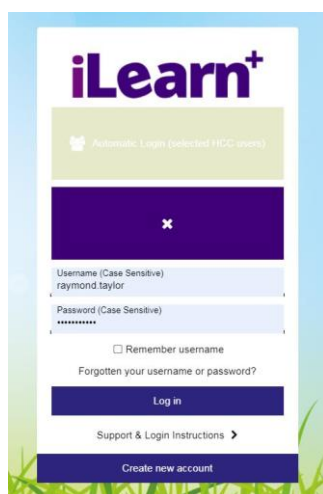 iLearn+
Automatic Login (selected HCC users)
Username (Case Sensitive)
raymond.taylor
Password (Case Sensitive)
•••••••••••
Remember username
Forgotten your username or password?
Log in
Support & Login Instructions
Create new account